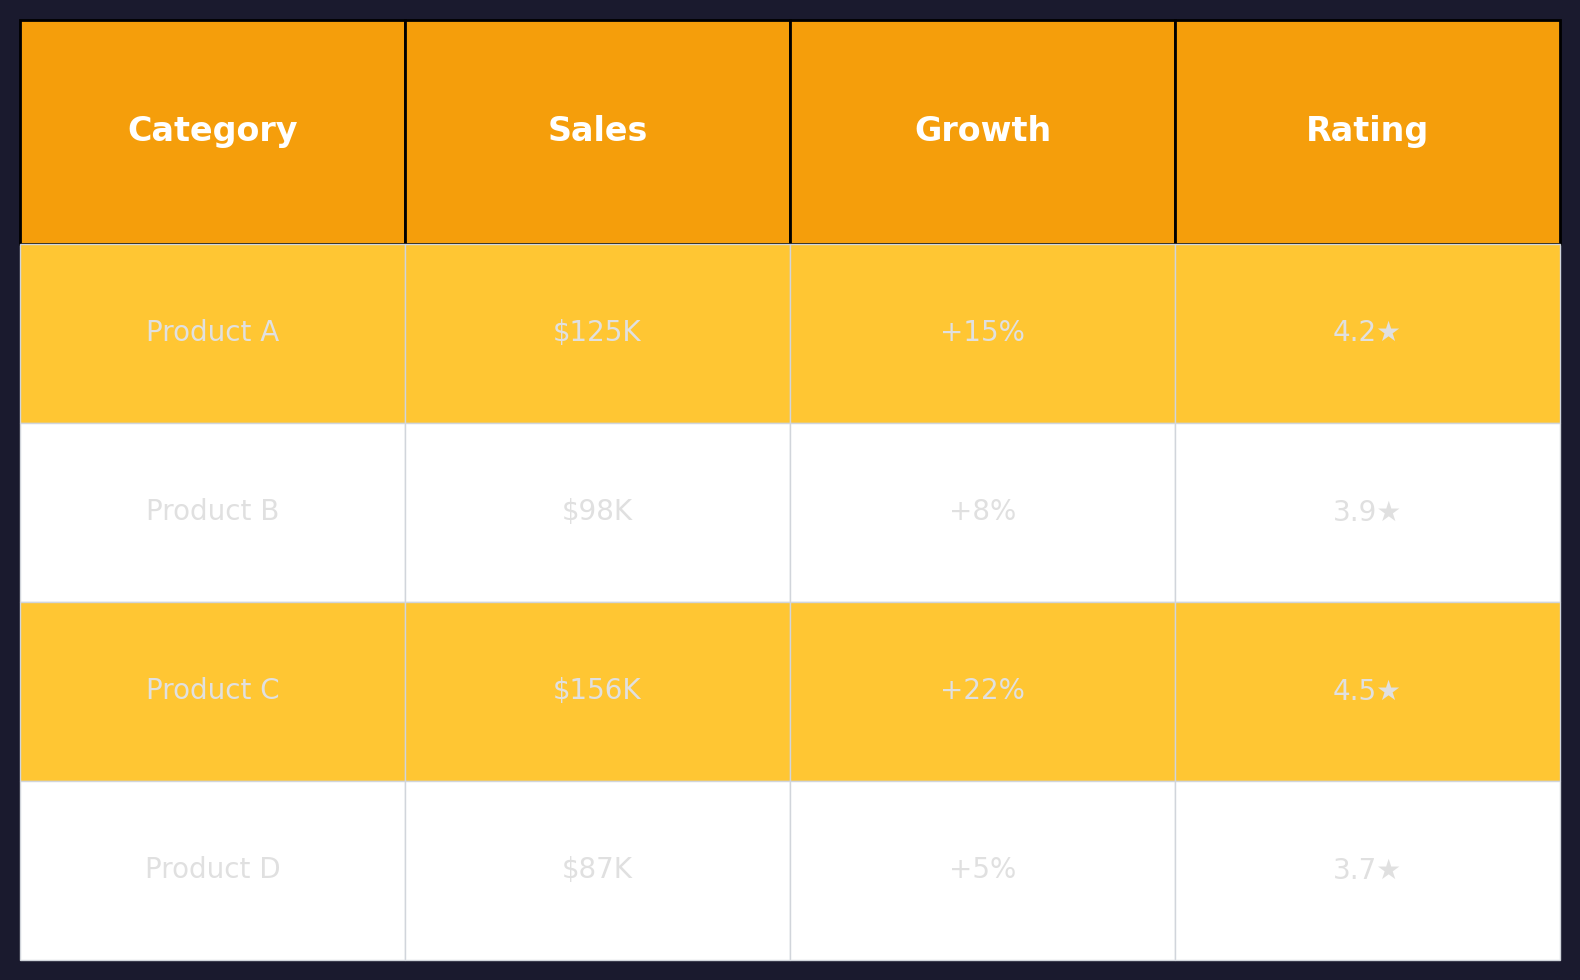 Category Sales Growth Rating
Product A $125K +15% 4.2★
Product B $98K +8% 3.9★
Product C $156K +22% 4.5★
Product D $87K +5% 3.7★